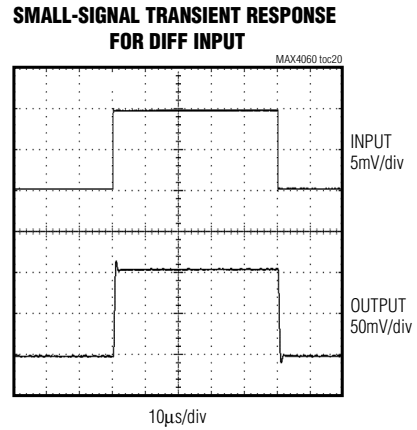 SMALL-SIGNAL TRANSIENT RESPONSE
FOR DIFF INPUT
MAX4060 toc20
INPUT
5mV/div
OUTPUT
50mV/div
10μs/div